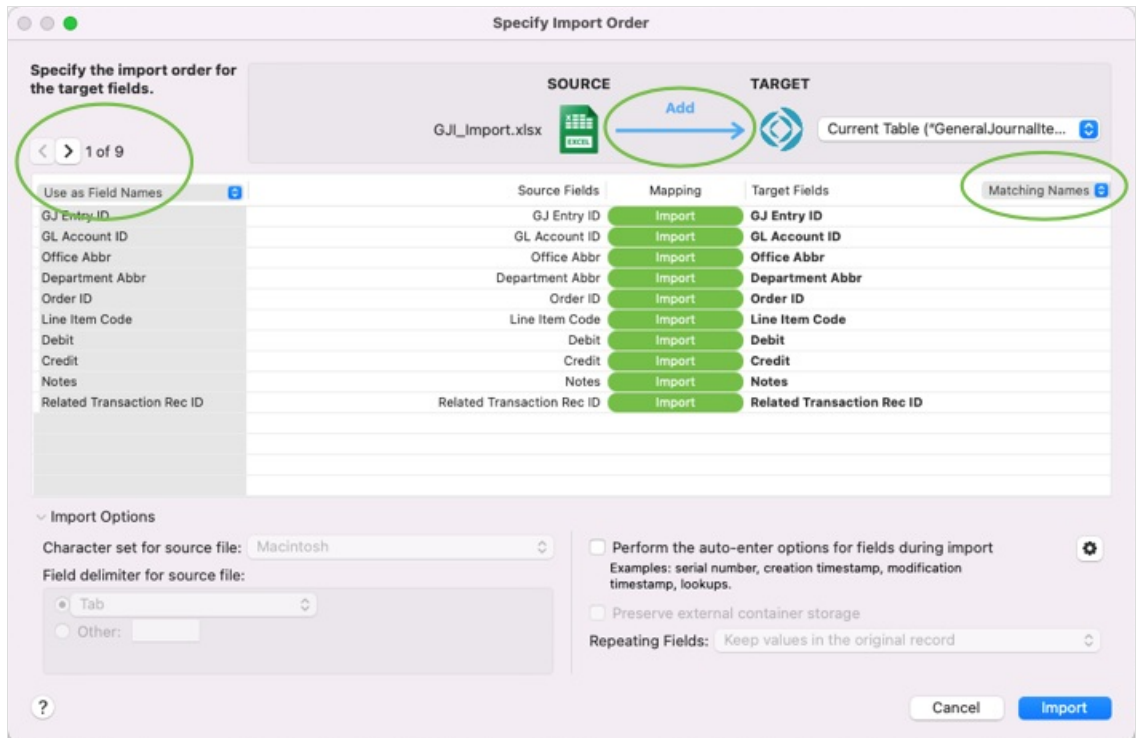 Specify Import Order
Specify the import order for
the target fields.
SOURCE
TARGET
Add
GJI_Import.xlsx
EXCEL
Current Table ("GeneralJournalIte...
1 of 9
Use as Field Names
Source Fields
Mapping
Target Fields
Matching Names
GJ Entry ID GJ Entry ID Import GJ Entry ID
GL Account ID GL Account ID Import GL Account ID
Office Abbr Office Abbr Import Office Abbr
Department Abbr Department Abbr Import Department Abbr
Order ID Order ID Import Order ID
Line Item Code Line Item Code Import Line Item Code
Debit Debit Import Debit
Credit Credit Import Credit
Notes Notes Import Notes
Related Transaction Rec ID Related Transaction Rec ID Import Related Transaction Rec ID
Import Options
Character set for source file: Macintosh
Field delimiter for source file:
Tab
Other:
Perform the auto-enter options for fields during import
Examples: serial number, creation timestamp, modification
timestamp, lookups.
Preserve external container storage
Repeating Fields: Keep values in the original record
?
Cancel
Import